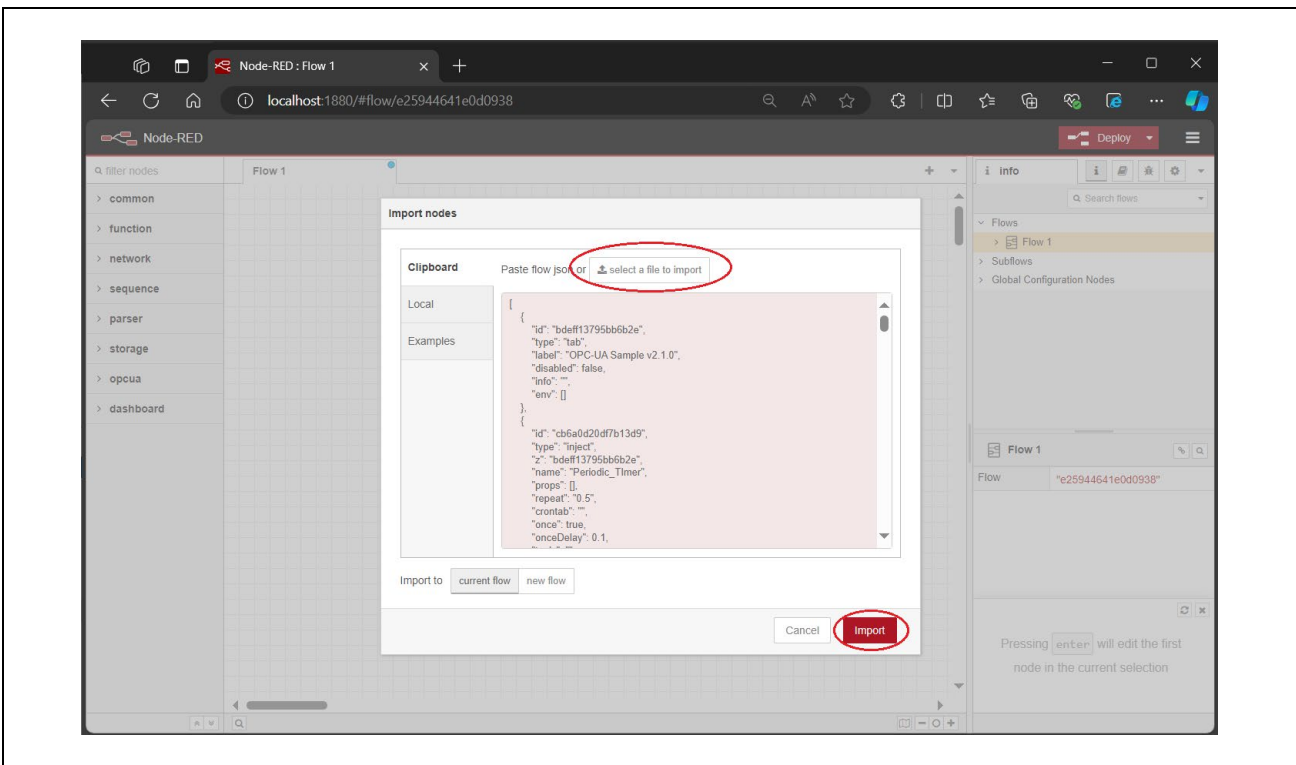 Node-RED : Flow 1
localhost:1880/#flow/e25944641e0d0938
Node-RED
Deploy
filter nodes
Flow 1
i info
i
Search flows
common
function
network
sequence
parser
storage
opcua
dashboard
Import nodes
Clipboard
Local
Examples
Paste flow json or
select a file to import
[
{
"id": "bdeff13795bb6b2e",
"type": "tab",
"label": "OPC-UA Sample v2.1.0",
"disabled": false,
"info": "",
"env": []
},
{
"id": "cb6a0d20df7b13d9",
"type": "inject",
"z": "bdeff13795bb6b2e",
"name": "Periodic_TImer",
"props": [],
"repeat": "0.5",
"crontab": "",
"once": true,
"onceDelay": 0.1,
Import to
current flow
new flow
Cancel
Import
Flows
Flow 1
Subflows
Global Configuration Nodes
Flow 1
Flow
"e25944641e0d0938"
Pressing enter will edit the first
node in the current selection